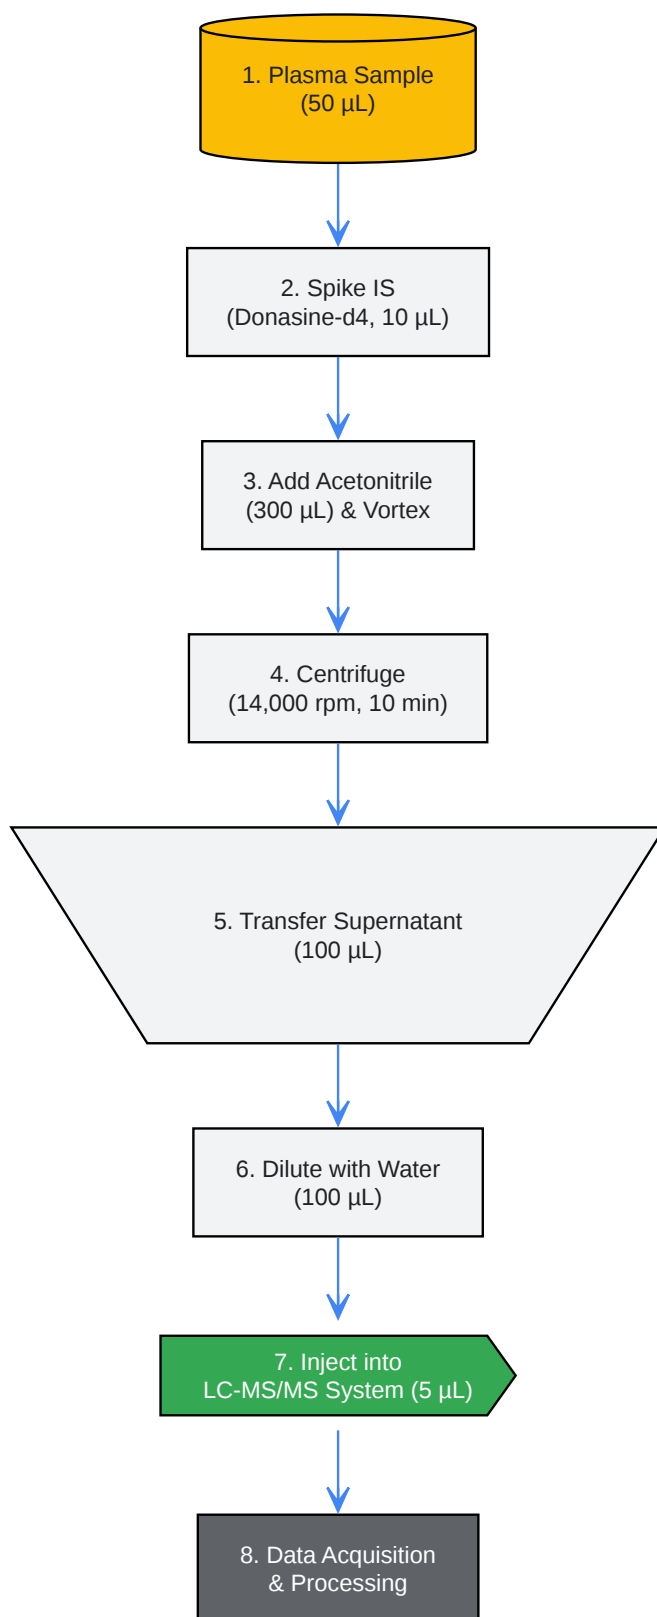 1. Plasma Sample
(50 µL)
2. Spike IS
(Donasine-d4, 10 µL)
3. Add Acetonitrile
(300 µL) & Vortex
4. Centrifuge
(14,000 rpm, 10 min)
5. Transfer Supernatant
(100 µL)
6. Dilute with Water
(100 µL)
7. Inject into
LC-MS/MS System (5 µL)
8. Data Acquisition
& Processing